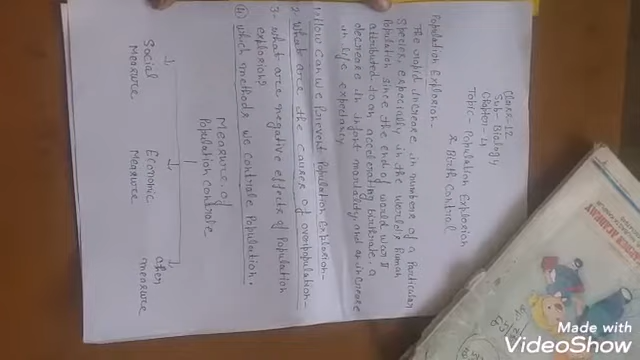 Class-12
Sub- Biology
Chapter-4
Topic- Population Explosion
& Birth Control
Population Explosion-
The rapid increase in numbers of a Particular
Species, especially in the world's human
Population since the end of world war II
attributed to an accelerating birthrate, a
decrease in infant mortality and an increase
in life expectancy
1. How can we prevent Population Explosion-
2. What are the causes of overpopulation-
3- What are negative effects of Population
explosion,
(4) Which methods we controle Population.
Measure of
Population controle
Social Measure
Economic Measure
other measure
ACADEMY
Made with
VideoShow